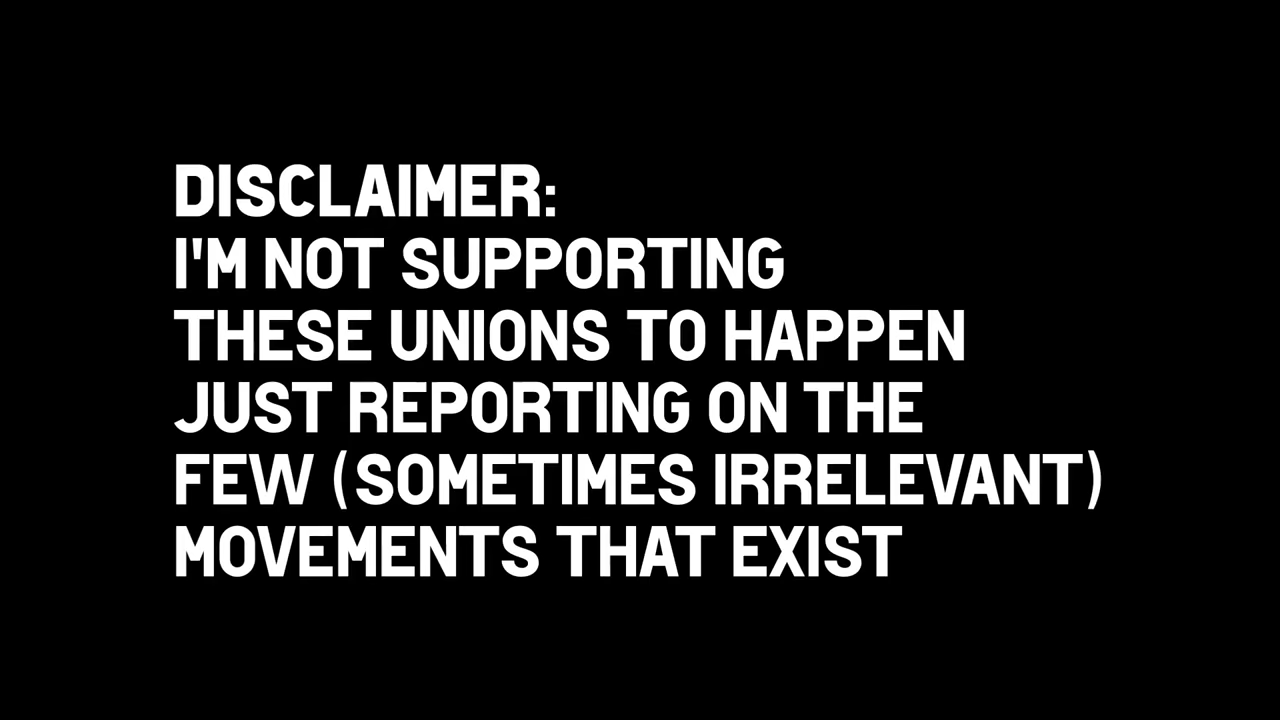 DISCLAIMER:
I'M NOT SUPPORTING
THESE UNIONS TO HAPPEN
JUST REPORTING ON THE
FEW (SOMETIMES IRRELEVANT)
MOVEMENTS THAT EXIST